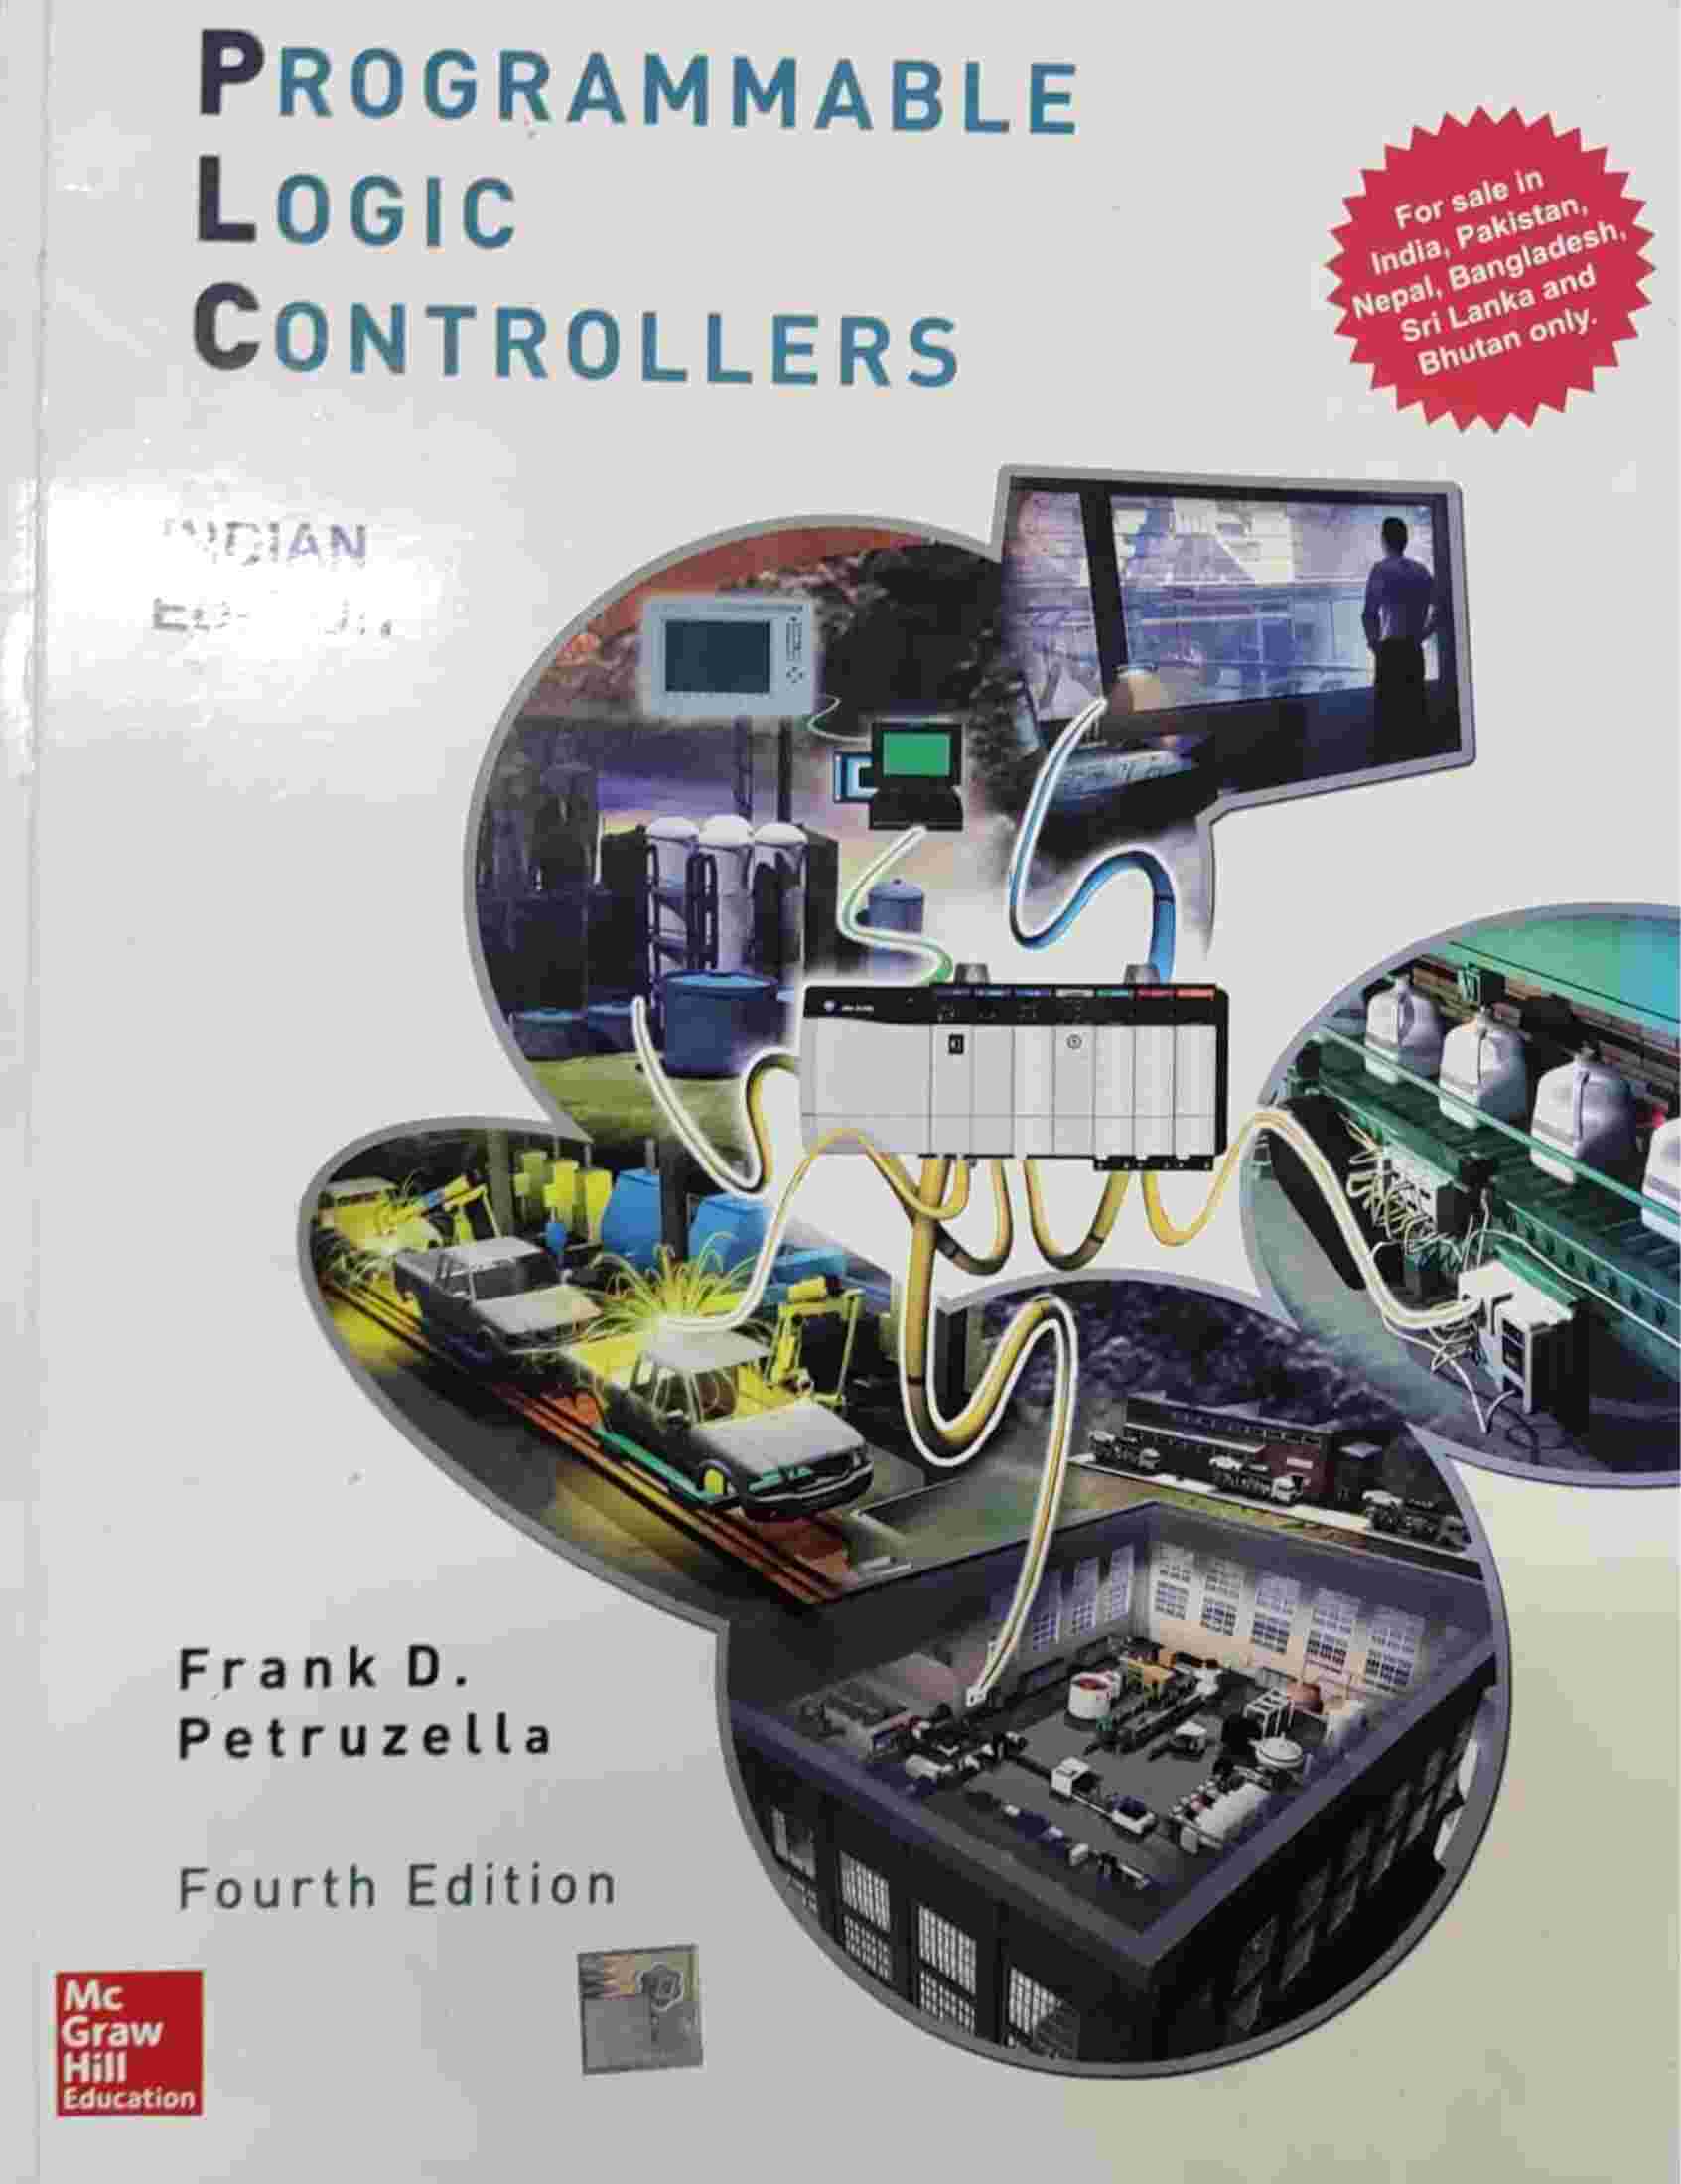 PROGRAMMABLE
LOGIC
CONTROLLERS
For sale in
India, Pakistan,
Nepal, Bangladesh,
Sri Lanka and
Bhutan only.
INDIAN
Frank D.
Petruzella
Fourth Edition
Mc
Graw
Hill
Education